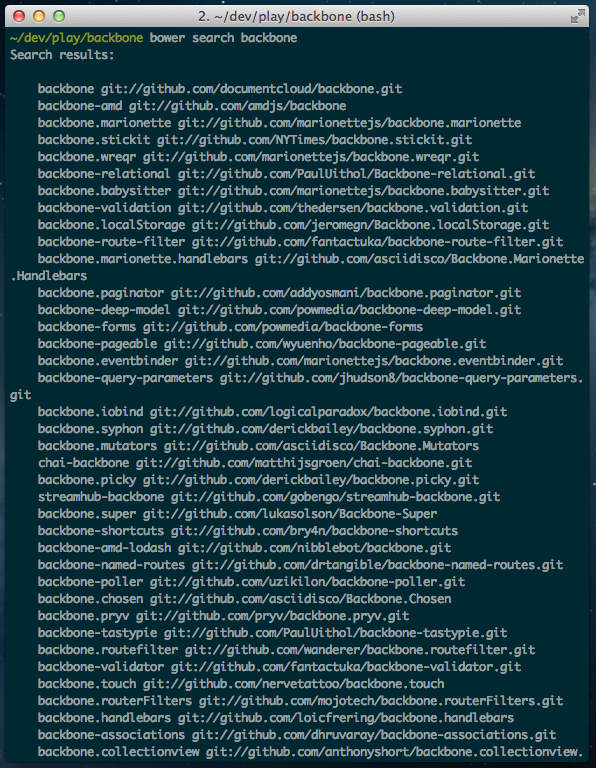 2. ~/dev/play/backbone (bash)
~/dev/play/backbone bower search backbone
Search results:
backbone git://github.com/documentcloud/backbone.git
backbone-amd git://github.com/amdjs/backbone
backbone.marionette git://github.com/marionettejs/backbone.marionette
backbone.stickit git://github.com/NYTimes/backbone.stickit.git
backbone.wreqr git://github.com/marionettejs/backbone.wreqr.git
backbone-relational git://github.com/PaulUithol/Backbone-relational.git
backbone.babysitter git://github.com/marionettejs/backbone.babysitter.git
backbone-validation git://github.com/thedersen/backbone.validation.git
backbone.localStorage git://github.com/jeromegn/Backbone.localStorage.git
backbone-route-filter git://github.com/fantactuka/backbone-route-filter.git
backbone.marionette.handlebars git://github.com/asciidisco/Backbone.Marionette
.Handlebars
backbone.paginator git://github.com/addyosmani/backbone.paginator.git
backbone-deep-model git://github.com/powmedia/backbone-deep-model.git
backbone-forms git://github.com/powmedia/backbone-forms
backbone-pageable git://github.com/wyuenho/backbone-pageable.git
backbone.eventbinder git://github.com/marionettejs/backbone.eventbinder.git
backbone-query-parameters git://github.com/jhudson8/backbone-query-parameters.
git
backbone.iobind git://github.com/logicalparadox/backbone.iobind.git
backbone.syphon git://github.com/derickbailey/backbone.syphon.git
backbone.mutators git://github.com/asciidisco/Backbone.Mutators
chai-backbone git://github.com/matthijsgroen/chai-backbone.git
backbone.picky git://github.com/derickbailey/backbone.picky.git
streamhub-backbone git://github.com/gobengo/streamhub-backbone.git
backbone.super git://github.com/lukasolson/Backbone-Super
backbone-shortcuts git://github.com/bry4n/backbone-shortcuts
backbone-amd-lodash git://github.com/nibblebot/backbone.git
backbone-named-routes git://github.com/drtangible/backbone-named-routes.git
backbone-poller git://github.com/uzikilon/backbone-poller.git
backbone.chosen git://github.com/asciidisco/Backbone.Chosen
backbone.pryv git://github.com/pryv/backbone.pryv.git
backbone-tastypie git://github.com/PaulUithol/backbone-tastypie.git
backbone.routefilter git://github.com/wanderer/backbone.routefilter.git
backbone-validator git://github.com/fantactuka/backbone-validator.git
backbone.touch git://github.com/nervetattoo/backbone.touch
backbone.routerFilters git://github.com/mojotech/backbone.routerFilters.git
backbone.handlebars git://github.com/loicfrering/backbone.handlebars
backbone-associations git://github.com/dhruvaray/backbone-associations.git
backbone.collectionview git://github.com/anthonyshort/backbone.collectionview.